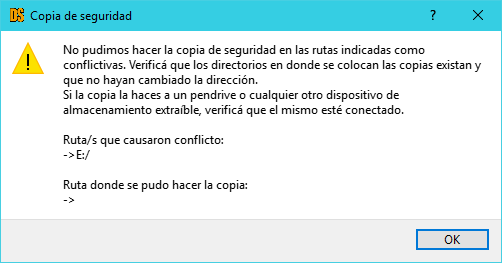 DS Copia de seguridad
?
No pudimos hacer la copia de seguridad en las rutas indicadas como
conflictivas. Verificá que los directorios en donde se colocan las copias existan y
que no hayan cambiado la dirección.
Si la copia la haces a un pendrive o cualquier otro dispositivo de
almacenamiento extraíble, verificá que el mismo esté conectado.
Ruta/s que causaron conflicto:
->E:/
Ruta donde se pudo hacer la copia:
->
OK